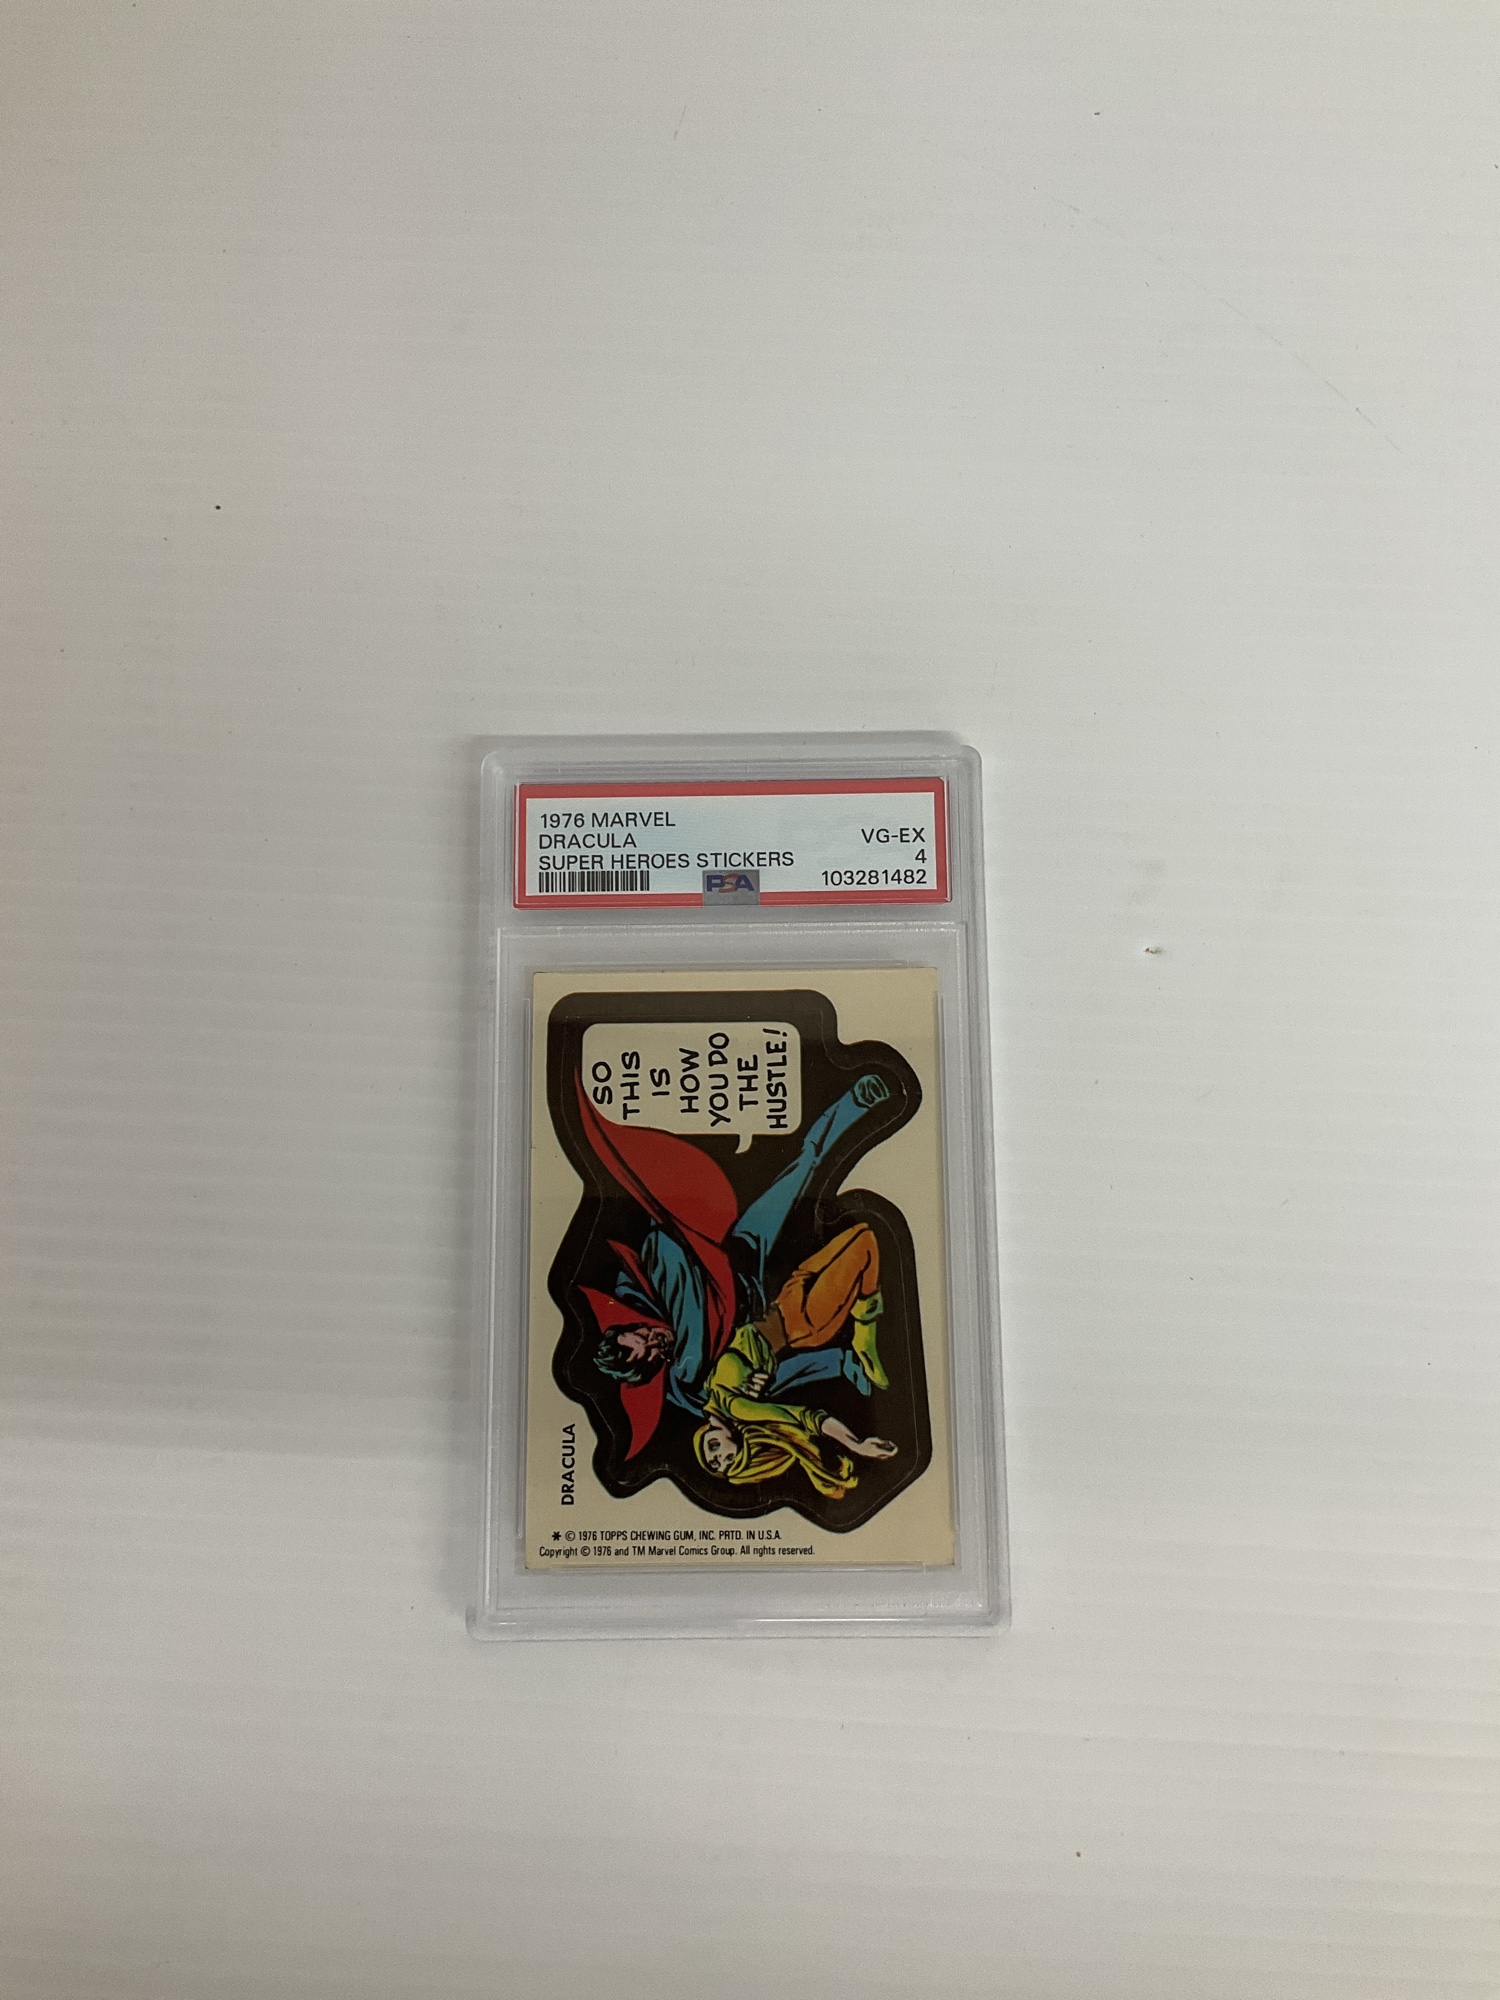 1976 MARVEL
DRACULA
SUPER HEROES STICKERS
VG-EX
4
103281482
PSA
SO
THIS
IS
HOW
YOU DO
THE
HUSTLE!
DRACULA
* © 1976 TOPPS CHEWING GUM, INC. PRTD. IN U.S.A.
Copyright © 1976 and TM Marvel Comics Group. All rights reserved.